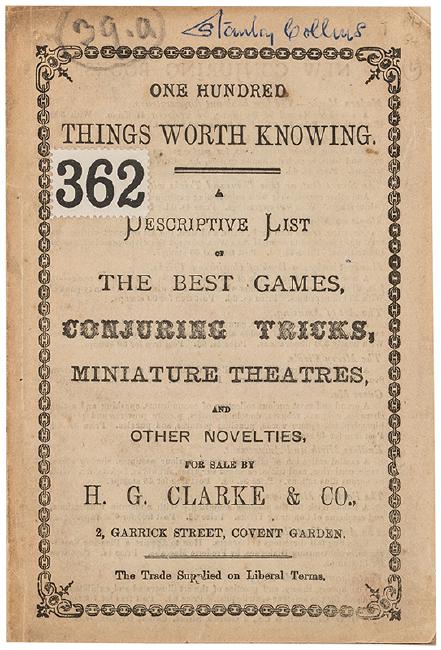 39.a Stanley Collins
ONE HUNDRED
THINGS WORTH KNOWING.
362
A
DESCRIPTIVE LIST
OF
THE BEST GAMES,
CONJURING TRICKS,
MINIATURE THEATRES,
AND
OTHER NOVELTIES,
FOR SALE BY
H. G. CLARKE & CO.,
2, GARRICK STREET, COVENT GARDEN.
The Trade Supplied on Liberal Terms.